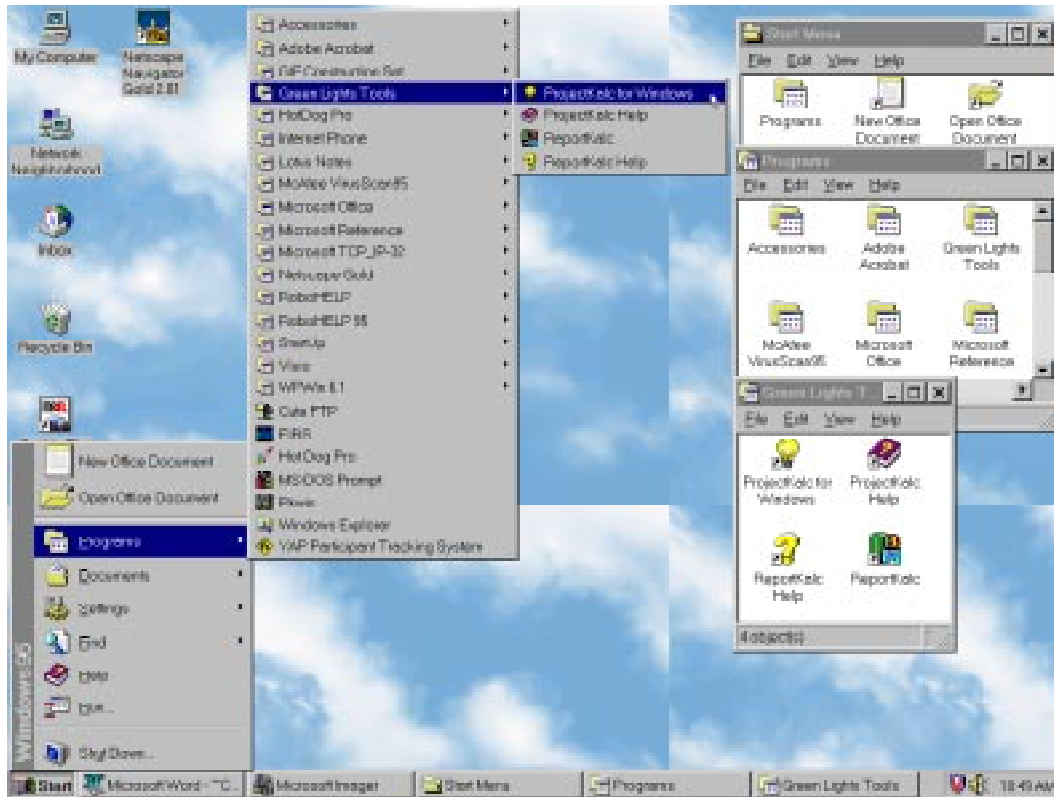 My Computer
Netscape
Navigator
Gold 2.01
Network
Neighborhood
Inbox
Recycle Bin
Accessories
Adobe Acrobat
GIF Construction Set
Green Lights Tools
HotDog Pro
Internet Phone
Lotus Notes
McAfee VirusScan95
Microsoft Office
Microsoft Reference
Microsoft TCP_IP-32
Netscape Gold
RoboHELP
RoboHELP 95
StartUp
Visio
WPWin 6.1
Cute FTP
HotDog Pro
MS-DOS Prompt
Windows Explorer
VAP Participant Tracking System
ProjectKalc for Windows
ProjectKalc Help
ReportKalc
ReportKalc Help
New Office Document
Open Office Document
Programs
Documents
Settings
Find
Help
Run...
Shut Down...
Windows 95
Start Menu
File Edit View Help
Programs
New Office
Document
Open Office
Document
Programs
File Edit View Help
Accessories
Adobe
Acrobat
Green Lights
Tools
McAfee
VirusScan95
Microsoft
Office
Microsoft
Reference
Green Lights T...
File Edit View Help
ProjectKalc for
Windows
ProjectKalc
Help
ReportKalc
Help
ReportKalc
4 object(s)
Start
Microsoft Word - "C...
Microsoft Imager
Start Menu
Programs
Green Lights Tools
10:49 AM